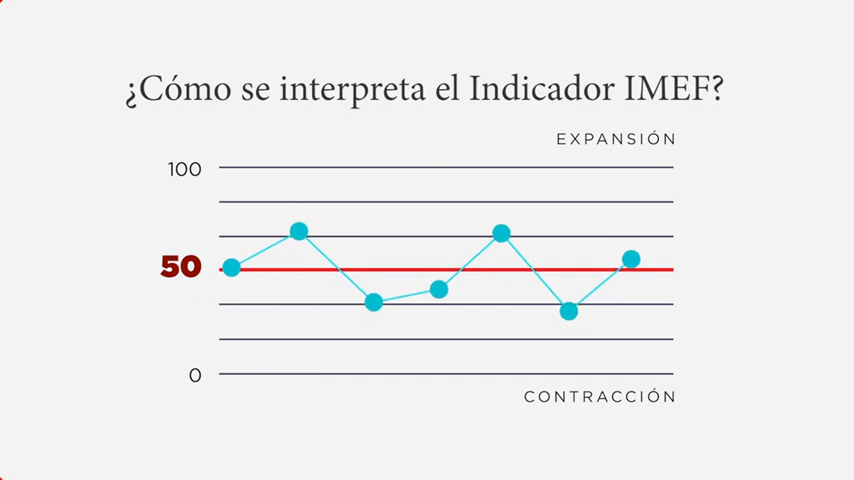 ¿Cómo se interpreta el Indicador IMEF?
EXPANSIÓN
100
50
0
CONTRACCIÓN